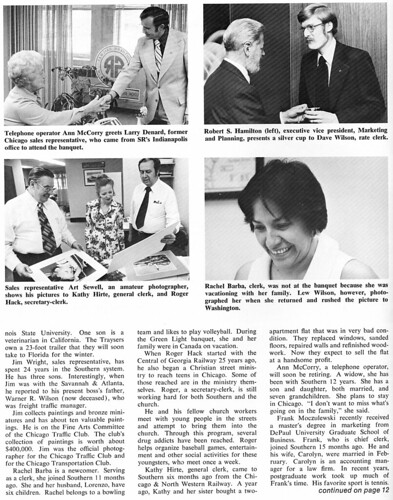 Telephone operator Ann McCorry greets Larry Denard, former
Chicago sales representative, who came from SR's Indianapolis
office to attend the banquet.
Robert S. Hamilton (left), executive vice president, Marketing
and Planning, presents a silver cup to Dave Wilson, rate clerk.
Sales representative Art Sewell, an amateur photographer,
shows his pictures to Kathy Hirte, general clerk, and Roger
Hack, secretary-clerk.
Rachel Barba, clerk, was not at the banquet because she was
vacationing with her family. Lew Wilson, however, photo-
graphed her when she returned and rushed the picture to
Washington.
nois State University. One son is a
veterinarian in California. The Traysers
own a 23-foot trailer that they will soon
take to Florida for the winter.
Jim Wright, sales representative, has
spent 24 years in the Southern system.
He has three sons. Interestingly, when
Jim was with the Savannah & Atlanta,
he reported to his present boss's father,
Warner R. Wilson (now deceased), who
was freight traffic manager.
Jim collects paintings and bronze mini-
stores and has about ten valuable paint-
ings. He is on the Fine Arts Committee
of the Chicago Traffic Club. The club's
collection of paintings is worth about
$400,000. Jim was the official photog-
rapher for the Chicago Traffic Club and
for the Chicago Transportation Club.
Rachel Barba is a newcomer. Serving
as a clerk, she joined Southern 11 months
ago. She and her husband, Lorenzo, have
six children. Rachel belongs to a bowling
team and likes to play volleyball. During
the Green Light banquet, she and her
family were in Canada on vacation.
When Roger Hack started with the
Central of Georgia Railway 25 years ago,
he also began a Christian street minis-
try to reach teens in Chicago. Some of
those reached are in the ministry them-
selves. Roger, a secretary-clerk, is still
working hard for both Southern and the
church.
He and his fellow church workers
meet with young people in the streets
and attempt to bring them into the
church. Through this program, several
drug addicts have been reached. Roger
helps organize baseball games, entertain-
ment and other social activities for these
youngsters, who meet once a week.
Kathy Hirte, general clerk, came to
Southern six months ago from the Chi-
cago & North Western Railway. A year
ago, Kathy and her sister bought a two-
apartment flat that was in very bad con-
dition. They replaced windows, sanded
floors, repaired walls and refinished wood-
work. Now they expect to sell the flat
at a handsome profit.
Ann McCorry, a telephone operator,
will soon be retiring. A widow, she has
been with Southern 12 years. She has a
son and daughter, both married, and
seven grandchildren. She plans to stay
in Chicago. "I don't want to miss what's
going on in the family," she said.
Frank Moczulewski recently received
a master's degree in marketing from
DePaul University Graduate School of
Business. Frank, who is chief clerk,
joined Southern 15 months ago. He and
his wife, Carolyn, were married in Feb-
ruary. Carolyn is an accounting man-
ager for a law firm. In recent years,
postgraduate work took up much of
Frank's time. His favorite sport is tennis.
continued on page 12